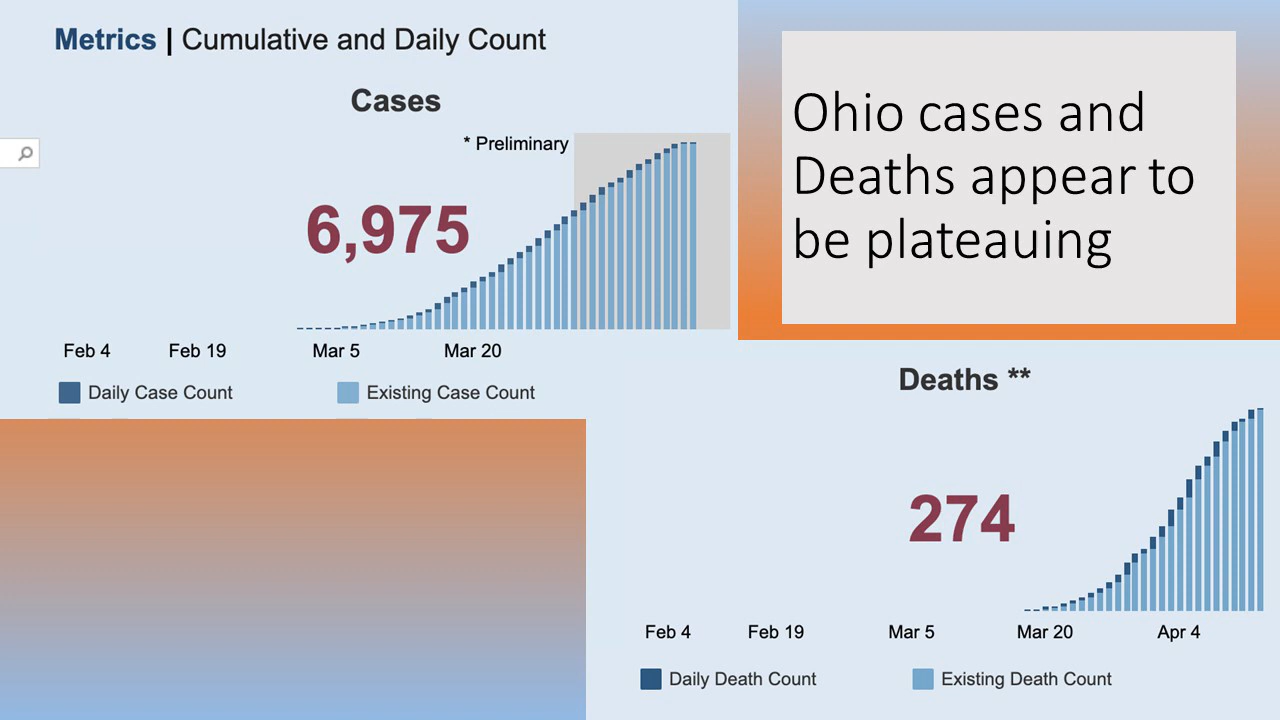 Metrics | Cumulative and Daily Count
Cases
* Preliminary
6,975
Feb 4 Feb 19 Mar 5 Mar 20
Daily Case Count Existing Case Count
Ohio cases and
Deaths appear to
be plateauing
Deaths **
274
Feb 4 Feb 19 Mar 5 Mar 20 Apr 4
Daily Death Count Existing Death Count